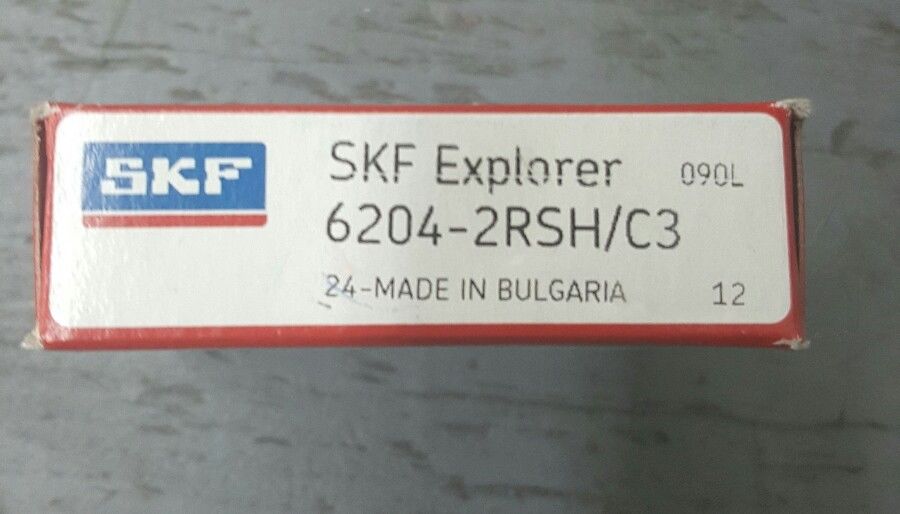 SKF
SKF Explorer 090L
6204-2RSH/C3
24-MADE IN BULGARIA 12